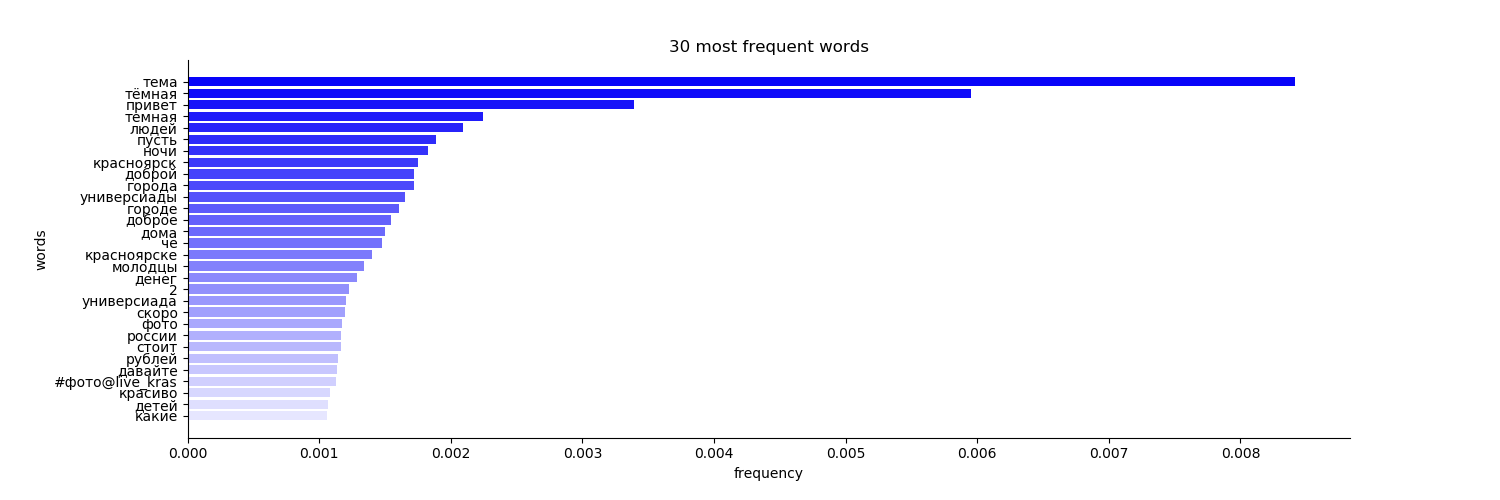 30 most frequent words
words
тема
тёмная
привет
темная
людей
пусть
ночи
красноярск
доброй
города
универсиады
городе
доброе
дома
че
красноярске
молодцы
денег
2
универсиада
скоро
фото
россии
стоит
рублей
давайте
#фото@live_kras
красиво
детей
какие
0.000 0.001 0.002 0.003 0.004 0.005 0.006 0.007 0.008
frequency